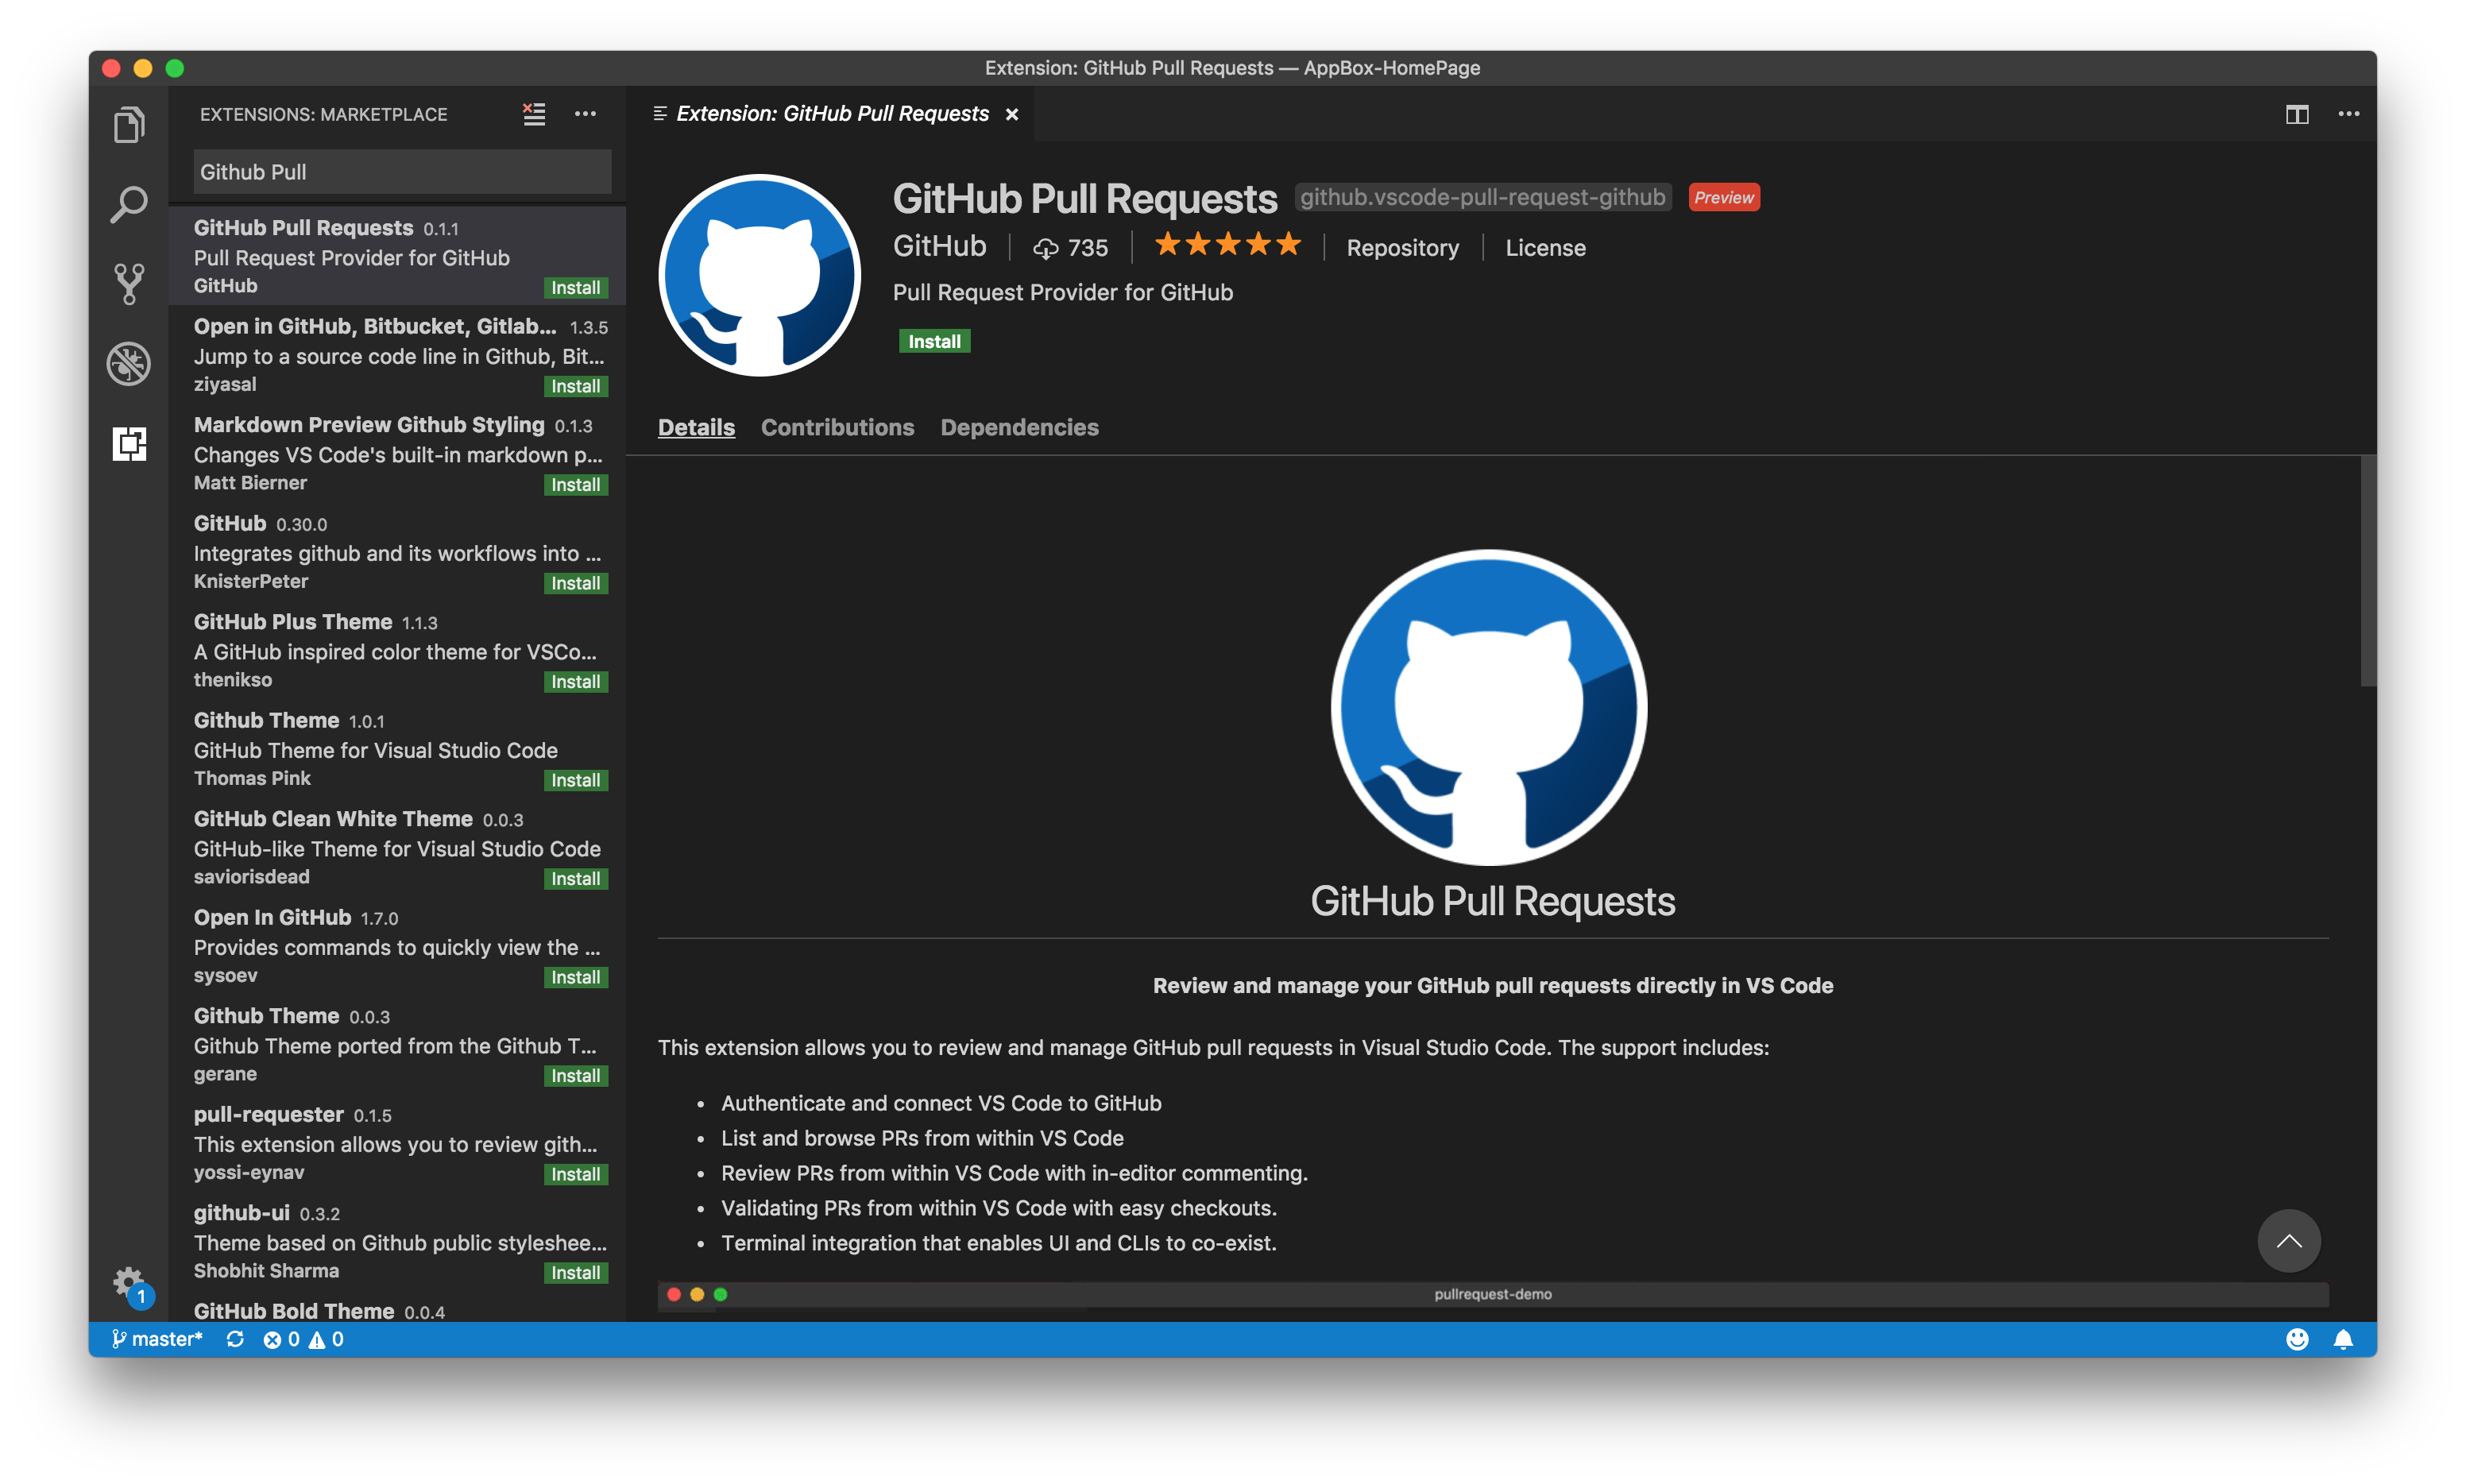 Extension: GitHub Pull Requests — AppBox-HomePage
EXTENSIONS: MARKETPLACE
Github Pull
GitHub Pull Requests 0.1.1
Pull Request Provider for GitHub
GitHub Install
Open in GitHub, Bitbucket, Gitlab... 1.3.5
Jump to a source code line in Github, Bit...
ziyasal Install
Markdown Preview Github Styling 0.1.3
Changes VS Code's built-in markdown p...
Matt Bierner Install
GitHub 0.30.0
Integrates github and its workflows into ...
KnisterPeter Install
GitHub Plus Theme 1.1.3
A GitHub inspired color theme for VSCo...
thenikso Install
Github Theme 1.0.1
GitHub Theme for Visual Studio Code
Thomas Pink Install
GitHub Clean White Theme 0.0.3
GitHub-like Theme for Visual Studio Code
saviorisdead Install
Open In GitHub 1.7.0
Provides commands to quickly view the ...
sysoev Install
Github Theme 0.0.3
Github Theme ported from the Github T...
gerane Install
pull-requester 0.1.5
This extension allows you to review gith...
yossi-eynav Install
github-ui 0.3.2
Theme based on Github public styleshee...
Shobhit Sharma Install
GitHub Bold Theme 0.0.4
Extension: GitHub Pull Requests
GitHub Pull Requests github.vscode-pull-request-github Preview
GitHub 735 Repository License
Pull Request Provider for GitHub
Install
Details Contributions Dependencies
GitHub Pull Requests
Review and manage your GitHub pull requests directly in VS Code
This extension allows you to review and manage GitHub pull requests in Visual Studio Code. The support includes:
• Authenticate and connect VS Code to GitHub
• List and browse PRs from within VS Code
• Review PRs from within VS Code with in-editor commenting.
• Validating PRs from within VS Code with easy checkouts.
• Terminal integration that enables UI and CLIs to co-exist.
pullrequest-demo
1
master* 0 0